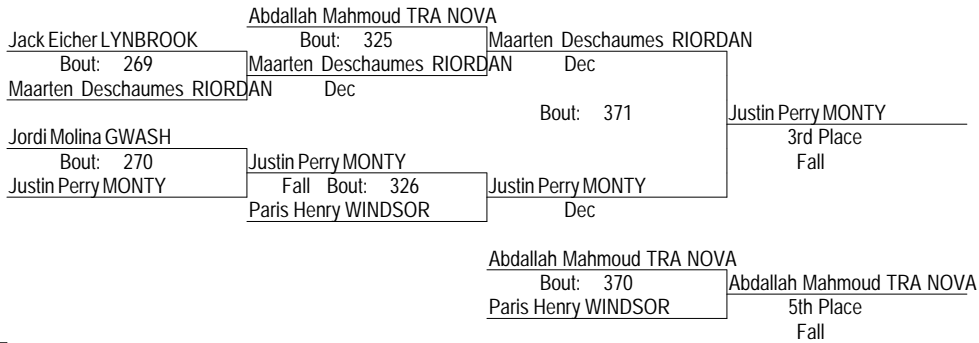 Abdallah Mahmoud TRA NOVA
Jack Eicher LYNBROOK Bout: 325 Maarten Deschaumes RIORDAN
Bout: 269 Maarten Deschaumes RIORDAN Dec
Maarten Deschaumes RIORDAN Dec
Bout: 371 Justin Perry MONTY
Jordi Molina GWASH 3rd Place
Bout: 270 Justin Perry MONTY Fall
Justin Perry MONTY Fall Bout: 326 Justin Perry MONTY
Paris Henry WINDSOR Dec
Abdallah Mahmoud TRA NOVA
Bout: 370 Abdallah Mahmoud TRA NOVA
Paris Henry WINDSOR 5th Place
Fall